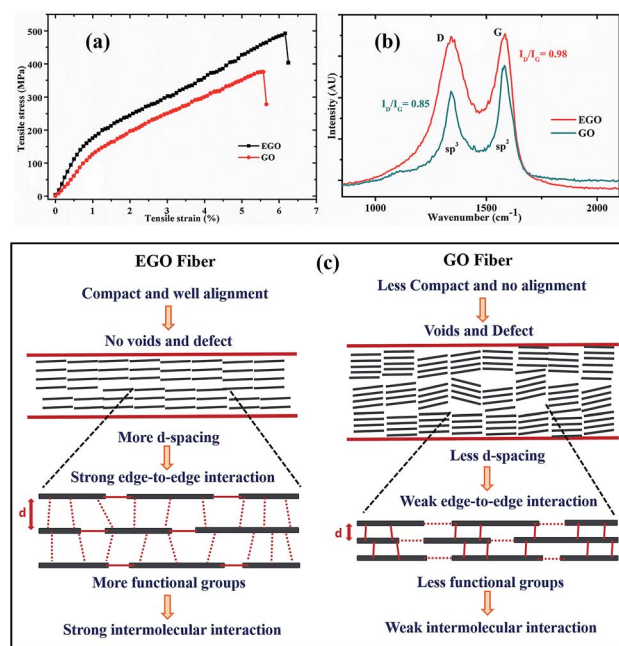 (a)
Tensile stress (MPa)
500
400
300
200
100
0
EGO
GO
0 1 2 3 4 5 6 7
Tensile strain (%)
(b)
Intensity (AU)
D
G
I_D/I_G= 0.98
I_D/I_G= 0.85
sp³
sp²
EGO
GO
1000 1500 2000
Wavenumber (cm⁻¹)
(c)
EGO Fiber
Compact and well alignment
No voids and defect
More d-spacing
Strong edge-to-edge interaction
d
More functional groups
Strong intermolecular interaction
GO Fiber
Less Compact and no alignment
Voids and Defect
Less d-spacing
Weak edge-to-edge interaction
d
Less functional groups
Weak intermolecular interaction